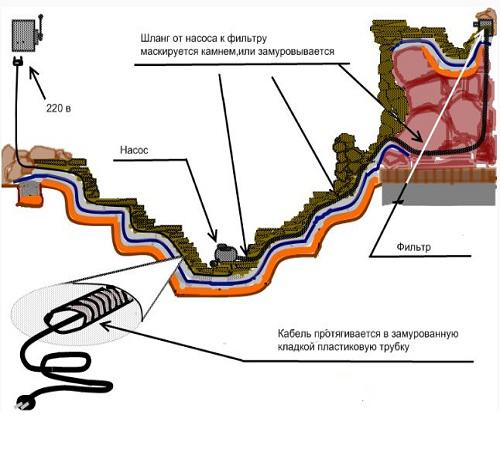 Шланг от насоса к фильтру
маскируется камнем,или замуровывается
220 в
Насос
Фильтр
Кабель протягивается в замурованную
кладкой пластиковую трубку